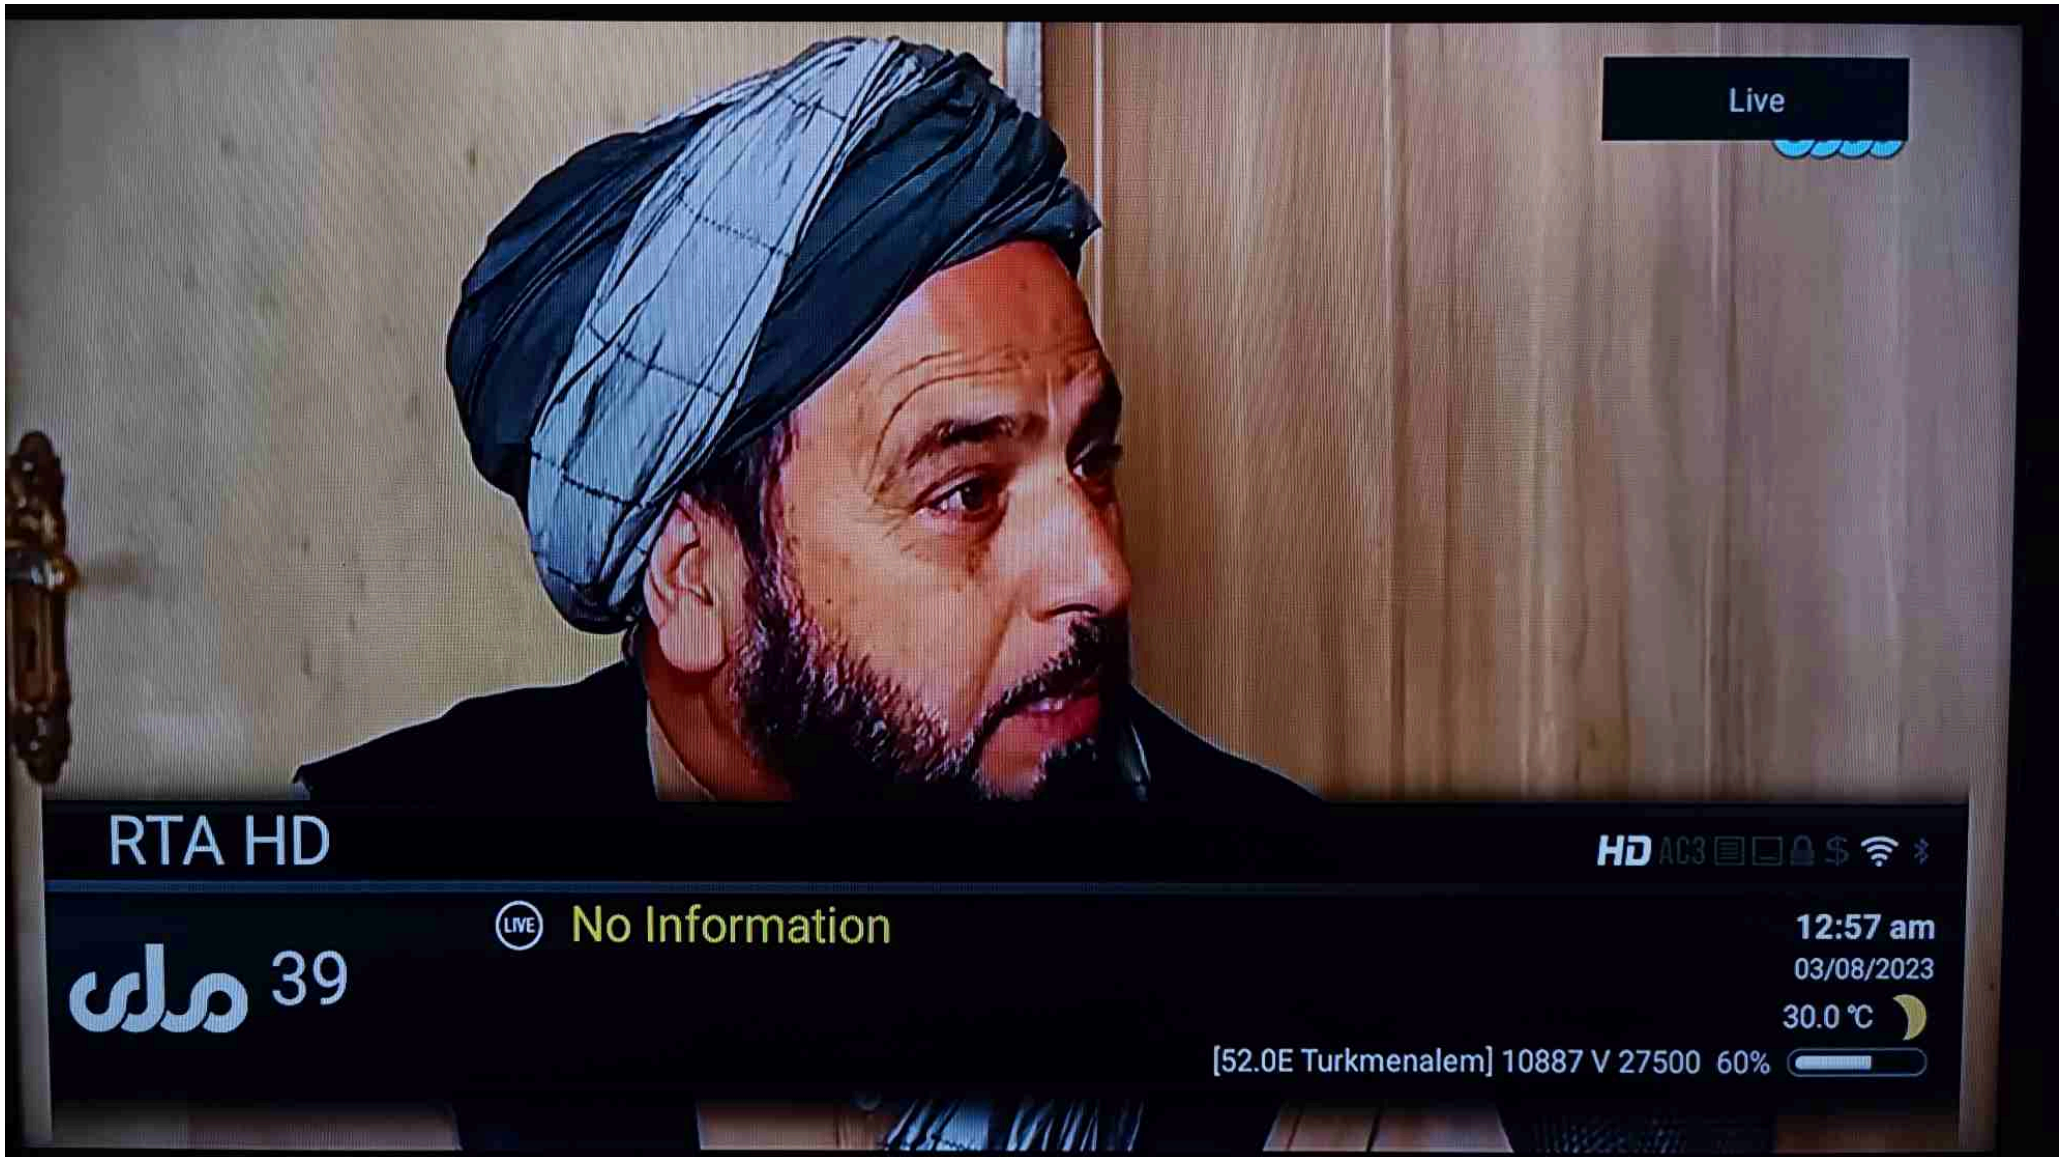 Live
RTA HD
HD AC3 $
LIVE No Information
ملی 39
12:57 am
03/08/2023
30.0 °C
[52.0E Turkmenalem] 10887 V 27500 60%